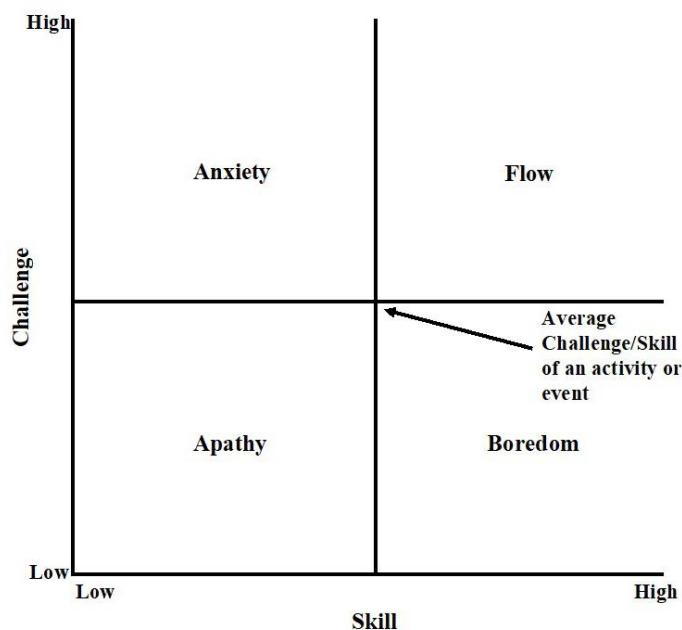 High
Anxiety
Flow
Challenge
Average
Challenge/Skill
of an activity or
event
Apathy
Boredom
Low
Low
High
Skill